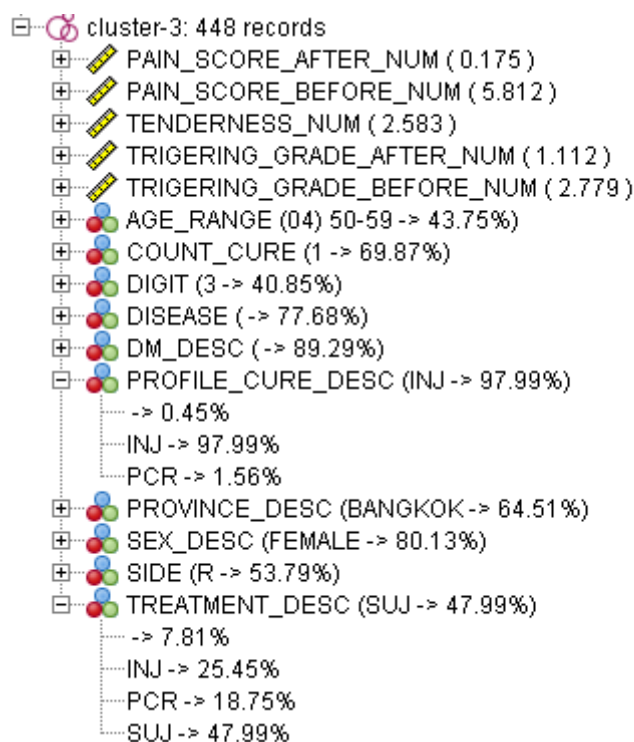 cluster-3: 448 records
PAIN_SCORE_AFTER_NUM ( 0.175 )
PAIN_SCORE_BEFORE_NUM ( 5.812 )
TENDERNESS_NUM ( 2.583 )
TRIGERING_GRADE_AFTER_NUM ( 1.112 )
TRIGERING_GRADE_BEFORE_NUM ( 2.779 )
AGE_RANGE (04) 50-59 -> 43.75%)
COUNT_CURE (1 -> 69.87%)
DIGIT (3 -> 40.85%)
DISEASE ( -> 77.68%)
DM_DESC ( -> 89.29%)
PROFILE_CURE_DESC (INJ -> 97.99%)
-> 0.45%
INJ -> 97.99%
PCR -> 1.56%
PROVINCE_DESC (BANGKOK -> 64.51%)
SEX_DESC (FEMALE -> 80.13%)
SIDE (R -> 53.79%)
TREATMENT_DESC (SUJ -> 47.99%)
-> 7.81%
INJ -> 25.45%
PCR -> 18.75%
SUJ -> 47.99%